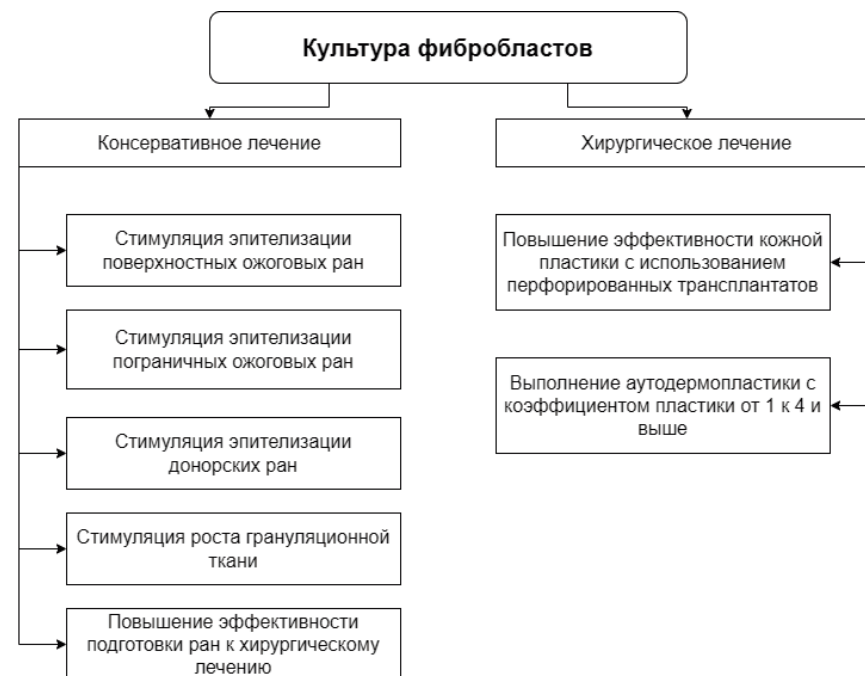 Культура фибробластов
Консервативное лечение
Стимуляция эпителизации
поверхностных ожоговых ран
Стимуляция эпителизации
пограничных ожоговых ран
Стимуляция эпителизации
донорских ран
Стимуляция роста грануляционной
ткани
Повышение эффективности
подготовки ран к хирургическому
лечению
Хирургическое лечение
Повышение эффективности кожной
пластики с использованием
перфорированных трансплантатов
Выполнение аутодермопластики с
коэффициентом пластики от 1 к 4 и
выше